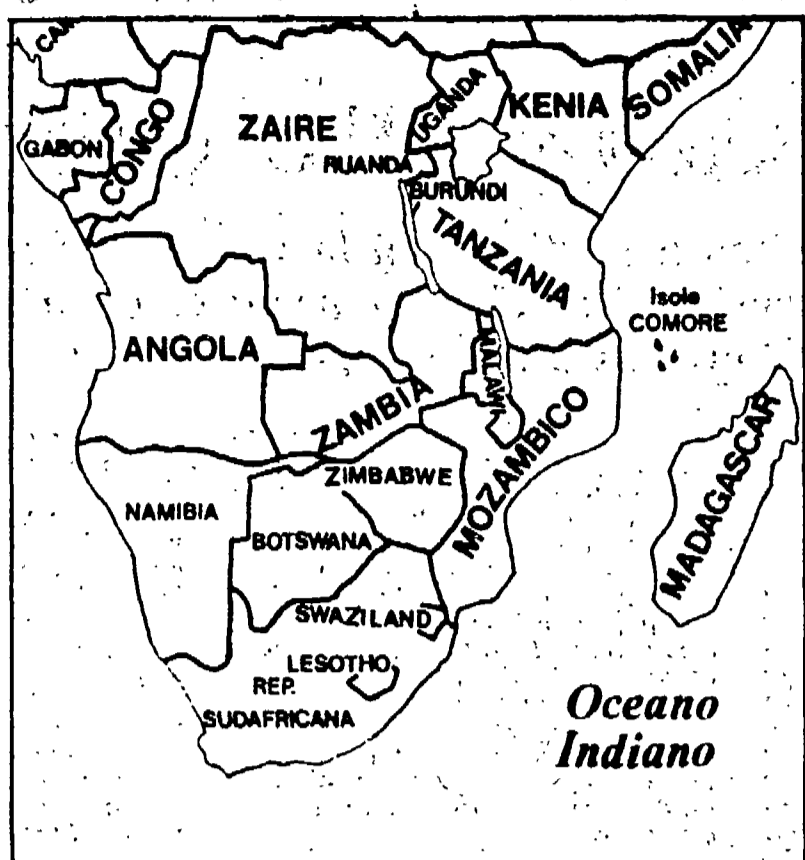 CAM
SOMALIA
UGANDA
KENIA
CONGO
ZAIRE
GABON
RUANDA
BURUNDI
TANZANIA
Isole
COMORE
ANGOLA
MALAWI
ZAMBIA
MOZAMBICO
MADAGASCAR
ZIMBABWE
NAMIBIA
BOTSWANA
SWAZILAND
LESOTHO
REP.
SUDAFRICANA
Oceano
Indiano